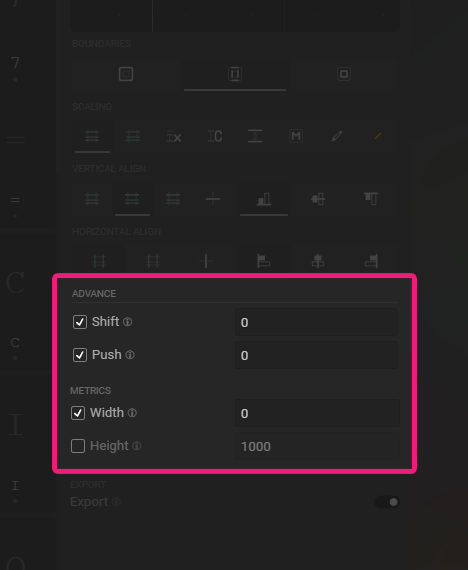 7
BOUNDARIES
SCALING
VERTICAL ALIGN
=
HORIZONTAL ALIGN
C
ADVANCE
Shift 0
C
Push 0
METRICS
Width 0
I
Height 1000
I
EXPORT
Export